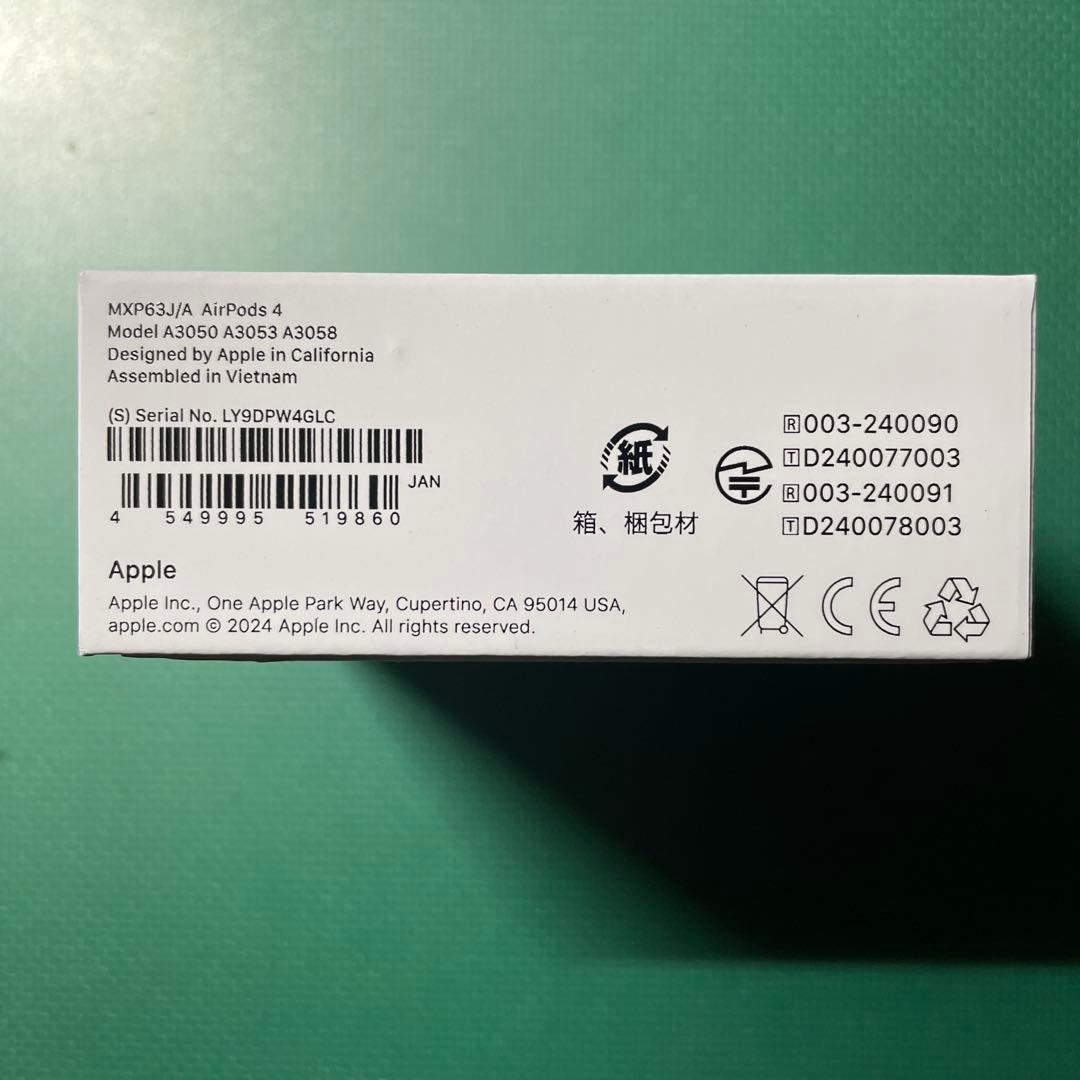 MXP63J/A AirPods 4
Model A3050 A3053 A3058
Designed by Apple in California
Assembled in Vietnam
(S) Serial No. LY9DPW4GLC
JAN
4 549995 519860
紙
箱、梱包材
R003-240090
TD240077003
R003-240091
TD240078003
Apple
Apple Inc., One Apple Park Way, Cupertino, CA 95014 USA,
apple.com © 2024 Apple Inc. All rights reserved.
CE